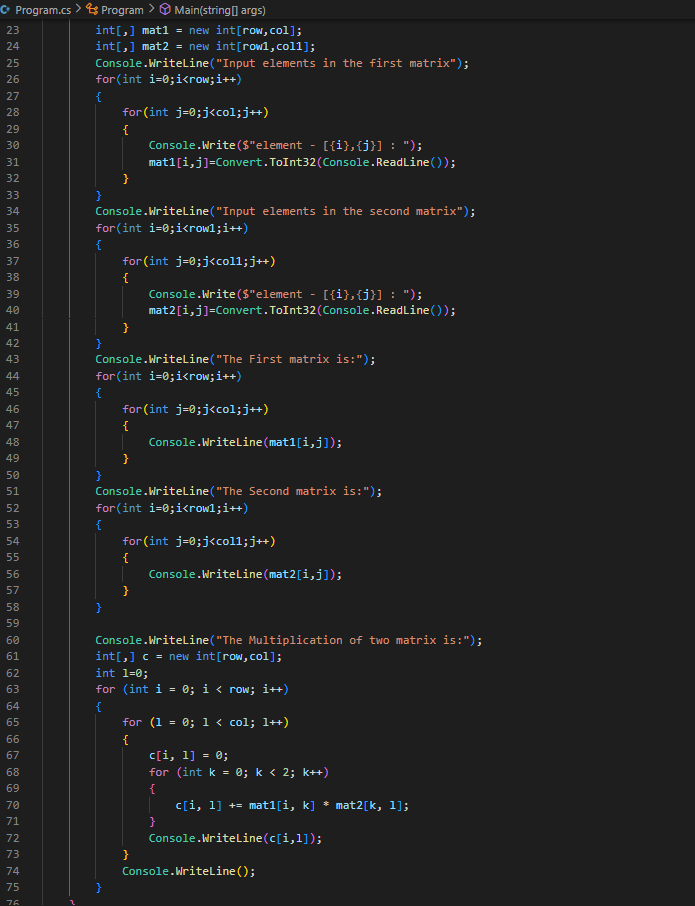 Program.cs > Program > Main(string[] args)
23 int[,] mat1 = new int[row,col];
24 int[,] mat2 = new int[row1,col1];
25 Console.WriteLine("Input elements in the first matrix");
26 for(int i=0;i<row;i++)
27 {
28 for(int j=0;j<col;j++)
29 {
30 Console.Write($"element - [{i},{j}] : ");
31 mat1[i,j]=Convert.ToInt32(Console.ReadLine());
32 }
33 }
34 Console.WriteLine("Input elements in the second matrix");
35 for(int i=0;i<row1;i++)
36 {
37 for(int j=0;j<col1;j++)
38 {
39 Console.Write($"element - [{i},{j}] : ");
40 mat2[i,j]=Convert.ToInt32(Console.ReadLine());
41 }
42 }
43 Console.WriteLine("The First matrix is:");
44 for(int i=0;i<row;i++)
45 {
46 for(int j=0;j<col;j++)
47 {
48 Console.WriteLine(mat1[i,j]);
49 }
50 }
51 Console.WriteLine("The Second matrix is:");
52 for(int i=0;i<row1;i++)
53 {
54 for(int j=0;j<col1;j++)
55 {
56 Console.WriteLine(mat2[i,j]);
57 }
58 }
59
60 Console.WriteLine("The Multiplication of two matrix is:");
61 int[,] c = new int[row,col];
62 int l=0;
63 for (int i = 0; i < row; i++)
64 {
65 for (l = 0; l < col; l++)
66 {
67 c[i, l] = 0;
68 for (int k = 0; k < 2; k++)
69 {
70 c[i, l] += mat1[i, k] * mat2[k, l];
71 }
72 Console.WriteLine(c[i,l]);
73 }
74 Console.WriteLine();
75 }
76 }